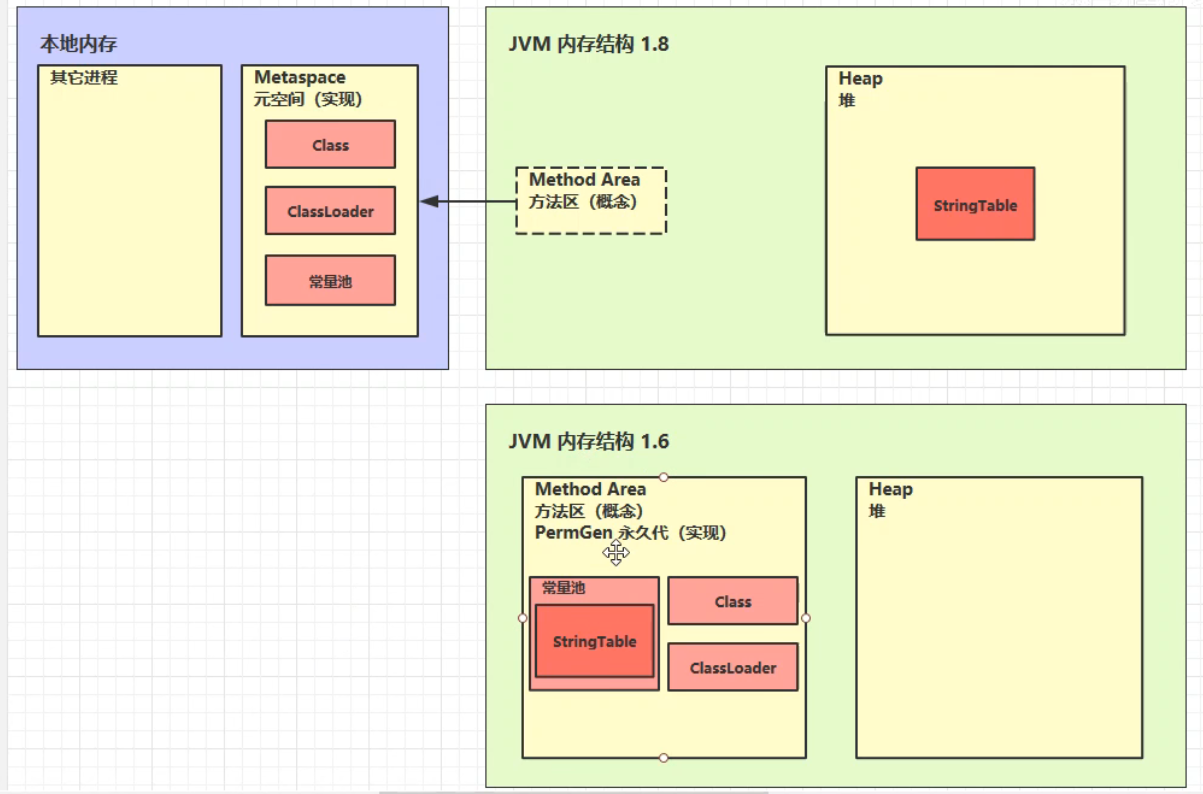 本地内存
其它进程
Metaspace
元空间（实现）
Class
ClassLoader
常量池
JVM 内存结构 1.8
Method Area
方法区（概念）
Heap
堆
StringTable
JVM 内存结构 1.6
Method Area
方法区（概念）
PermGen 永久代（实现）
常量池
StringTable
Class
ClassLoader
Heap
堆